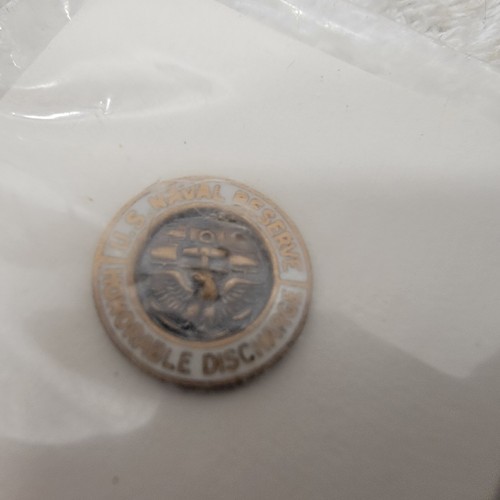 U.S. NAVAL RESERVE
HONORABLE DISCHARGE